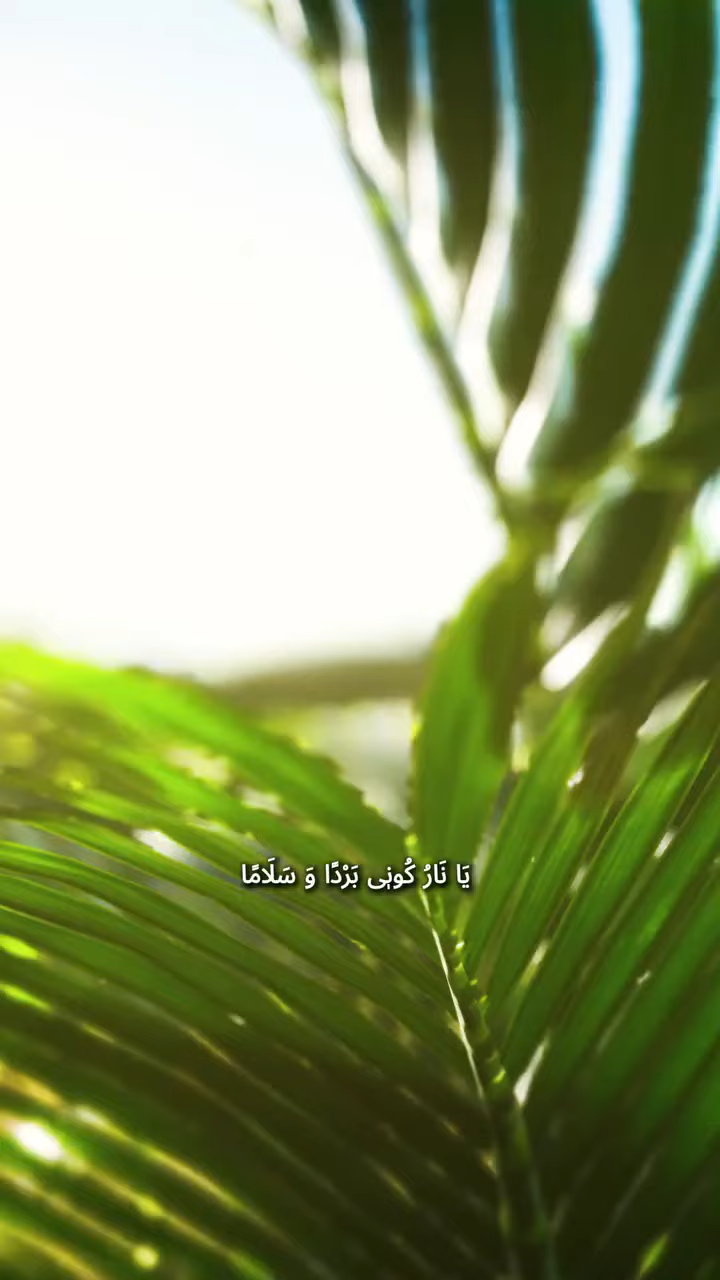 يَا نَارُ كُونِى بَرْدًا وَ سَلَامًا